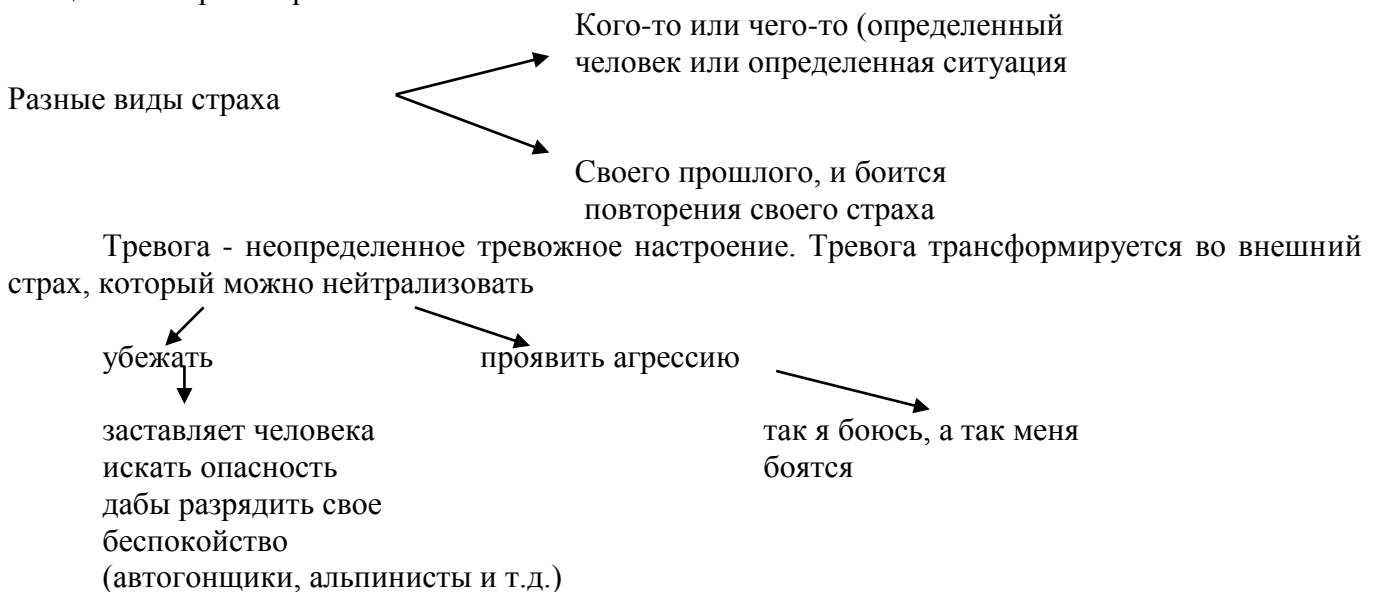 Кого-то или чего-то (определенный
человек или определенная ситуация
Разные виды страха
Своего прошлого, и боится
повторения своего страха
Тревога - неопределенное тревожное настроение. Тревога трансформируется во внешний
страх, который можно нейтрализовать
убежать проявить агрессию
заставляет человека так я боюсь, а так меня
искать опасность боятся
дабы разрядить свое
беспокойство
(автогонщики, альпинисты и т.д.)